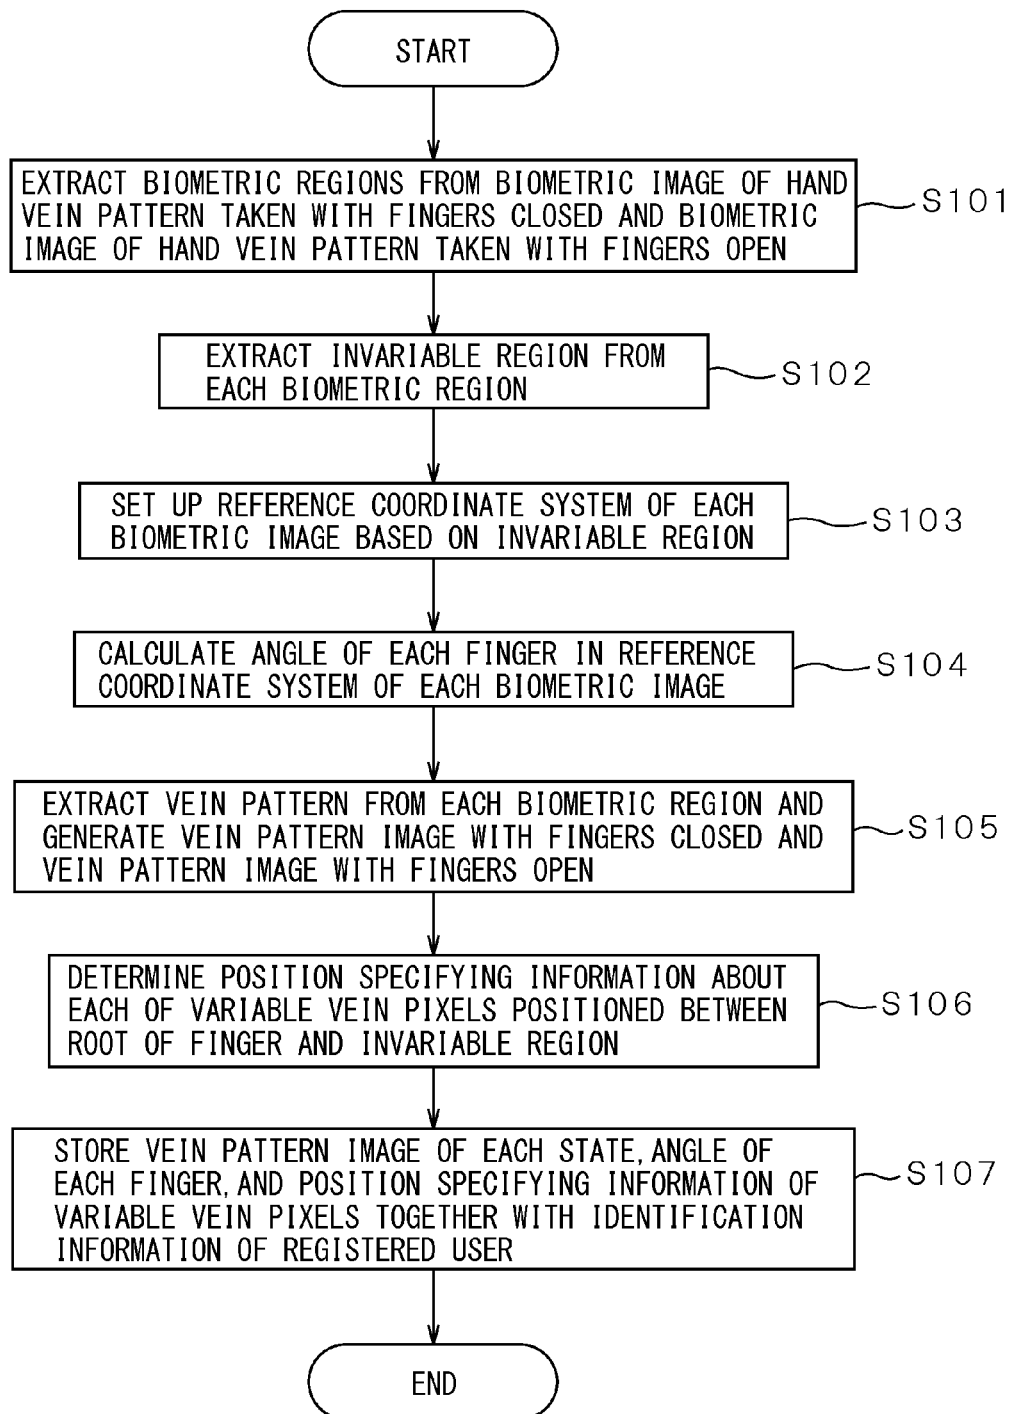 START
EXTRACT BIOMETRIC REGIONS FROM BIOMETRIC IMAGE OF HAND
VEIN PATTERN TAKEN WITH FINGERS CLOSED AND BIOMETRIC
IMAGE OF HAND VEIN PATTERN TAKEN WITH FINGERS OPEN
S101
EXTRACT INVARIABLE REGION FROM
EACH BIOMETRIC REGION
S102
SET UP REFERENCE COORDINATE SYSTEM OF EACH
BIOMETRIC IMAGE BASED ON INVARIABLE REGION
S103
CALCULATE ANGLE OF EACH FINGER IN REFERENCE
COORDINATE SYSTEM OF EACH BIOMETRIC IMAGE
S104
EXTRACT VEIN PATTERN FROM EACH BIOMETRIC REGION AND
GENERATE VEIN PATTERN IMAGE WITH FINGERS CLOSED AND
VEIN PATTERN IMAGE WITH FINGERS OPEN
S105
DETERMINE POSITION SPECIFYING INFORMATION ABOUT
EACH OF VARIABLE VEIN PIXELS POSITIONED BETWEEN
ROOT OF FINGER AND INVARIABLE REGION
S106
STORE VEIN PATTERN IMAGE OF EACH STATE, ANGLE OF
EACH FINGER, AND POSITION SPECIFYING INFORMATION OF
VARIABLE VEIN PIXELS TOGETHER WITH IDENTIFICATION
INFORMATION OF REGISTERED USER
S107
END